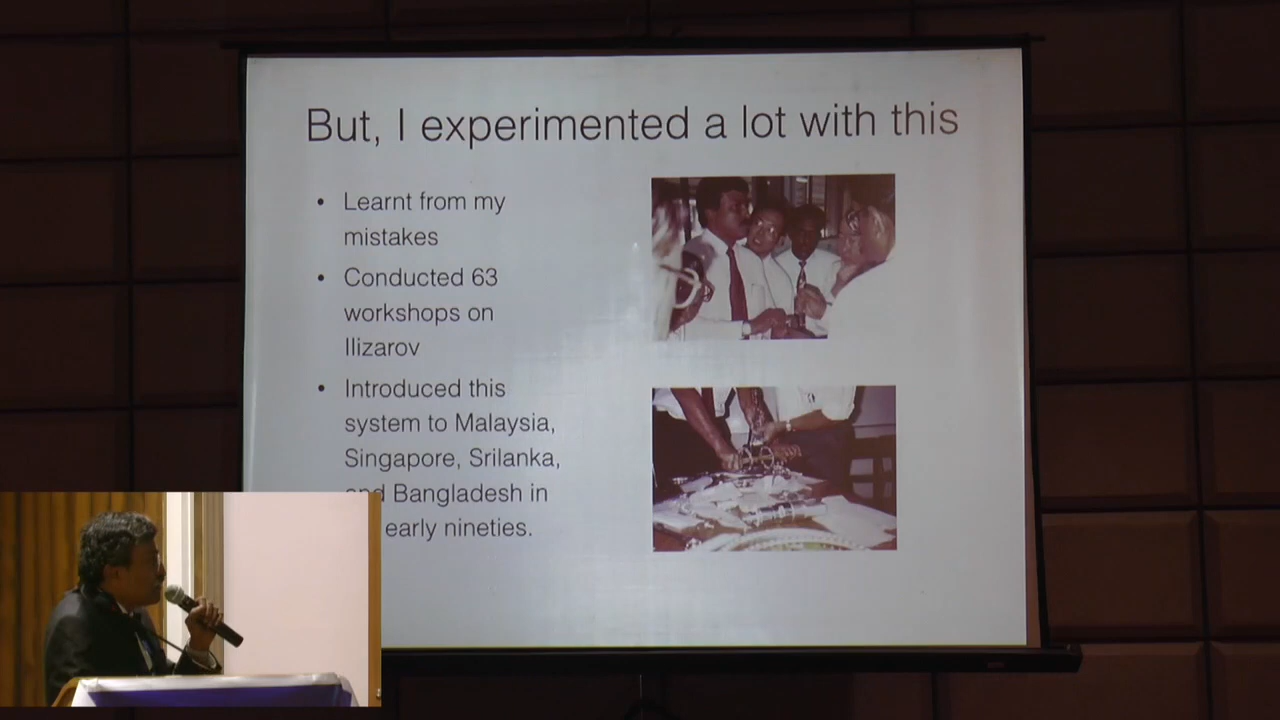 But, I experimented a lot with this
• Learnt from my
mistakes
• Conducted 63
workshops on
Ilizarov
• Introduced this
system to Malaysia,
Singapore, Srilanka,
Bangladesh in
early nineties.